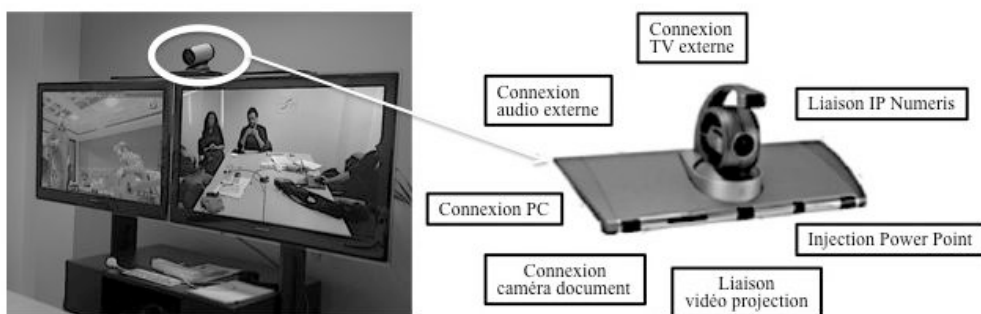 Connexion
TV externe
Connexion
audio externe
Liaison IP Numeris
Connexion PC
Injection Power Point
Connexion
caméra document
Liaison
vidéo projection